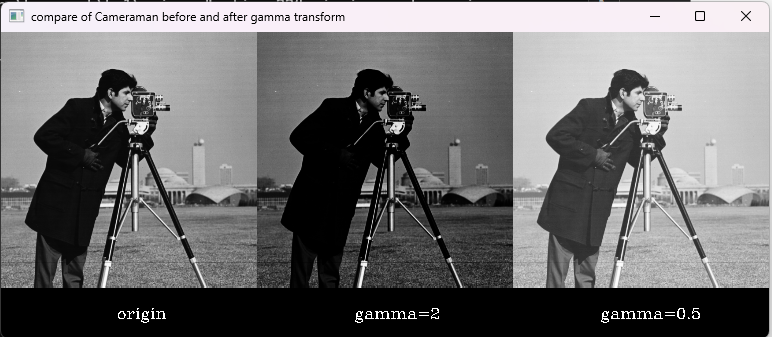 compare of Cameraman before and after gamma transform
origin
gamma=2
gamma=0.5